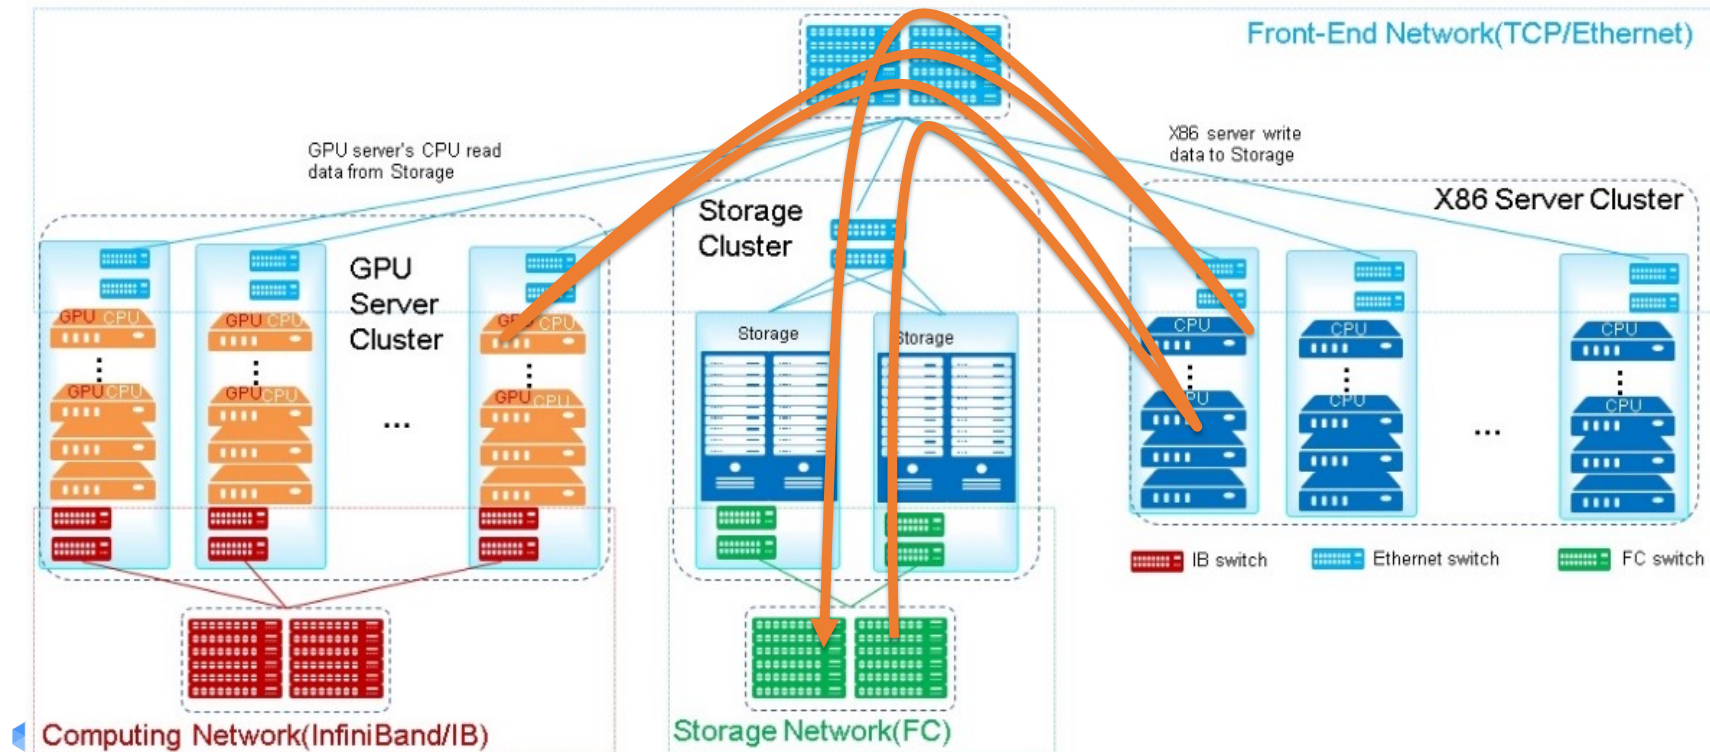 Front-End Network(TCP/Ethernet)
GPU server's CPU read
data from Storage
X86 server write
data to Storage
GPU
Server
Cluster
Storage
Cluster
X86 Server Cluster
GPU CPU
GPU CPU
GPU CPU
GPU CPU
GPU CPU
GPU CPU
...
Storage
Storage
CPU
CPU
CPU
CPU
CPU
CPU
...
IB switch
Ethernet switch
FC switch
Computing Network(InfiniBand/IB)
Storage Network(FC)